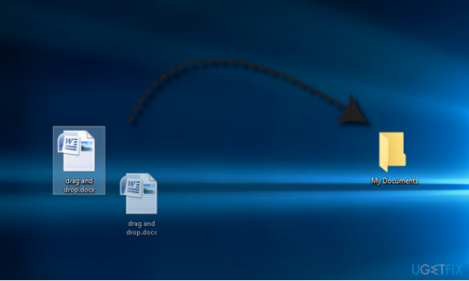 drag and
drop.docx
drag and
drop.docx
My Documents
UGETFIX